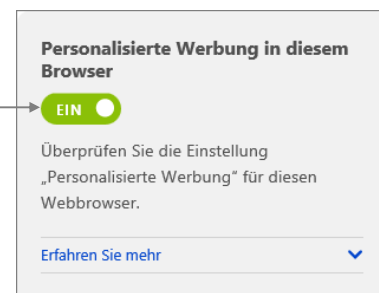 Personalisierte Werbung in diesem
Browser
EIN
Überprüfen Sie die Einstellung
„Personalisierte Werbung“ für diesen
Webbrowser.
Erfahren Sie mehr